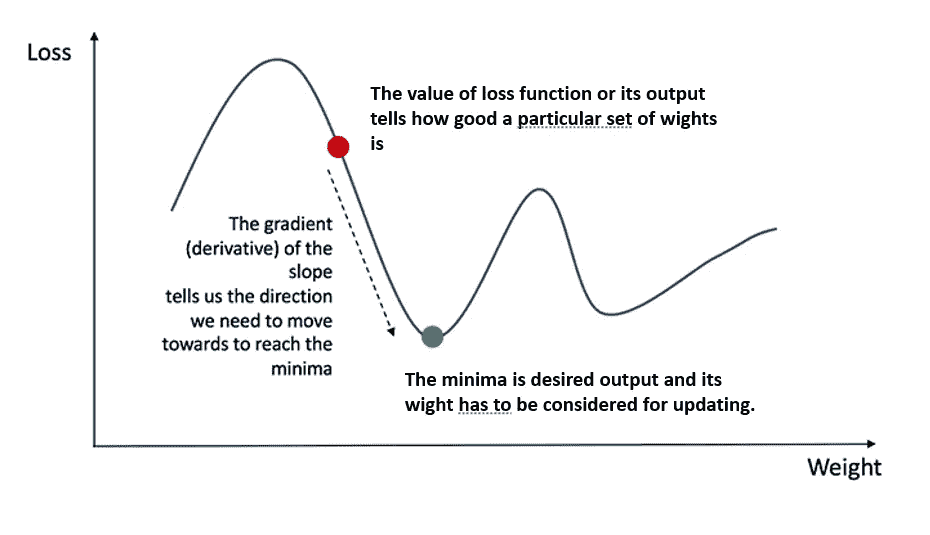 Loss
The value of loss function or its output
tells how good a particular set of wights
is
The gradient
(derivative) of the
slope
tells us the direction
we need to move
towards to reach the
minima
The minima is desired output and its
wight has to be considered for updating.
Weight